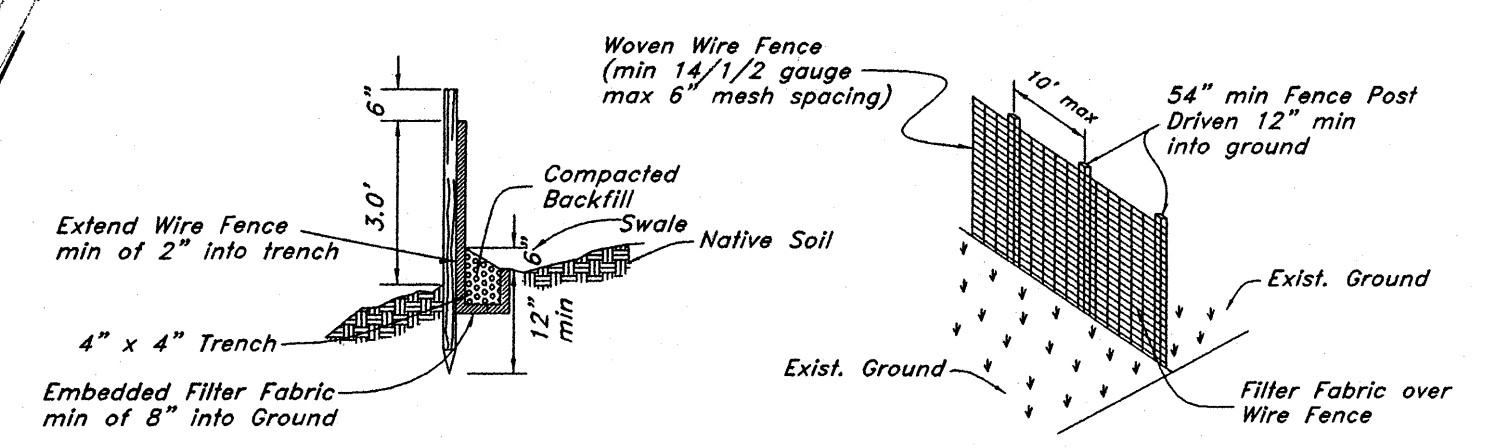 Woven Wire Fence
(min 14/1/2 gauge
max 6" mesh spacing)
10' max
54" min Fence Post
Driven 12" min
into ground
6"
3.0'
Compacted
Backfill
Swale
6"
Native Soil
Extend Wire Fence
min of 2" into trench
12"
min
4" x 4" Trench
Embedded Filter Fabric
min of 8" into Ground
Exist. Ground
Exist. Ground
Filter Fabric over
Wire Fence